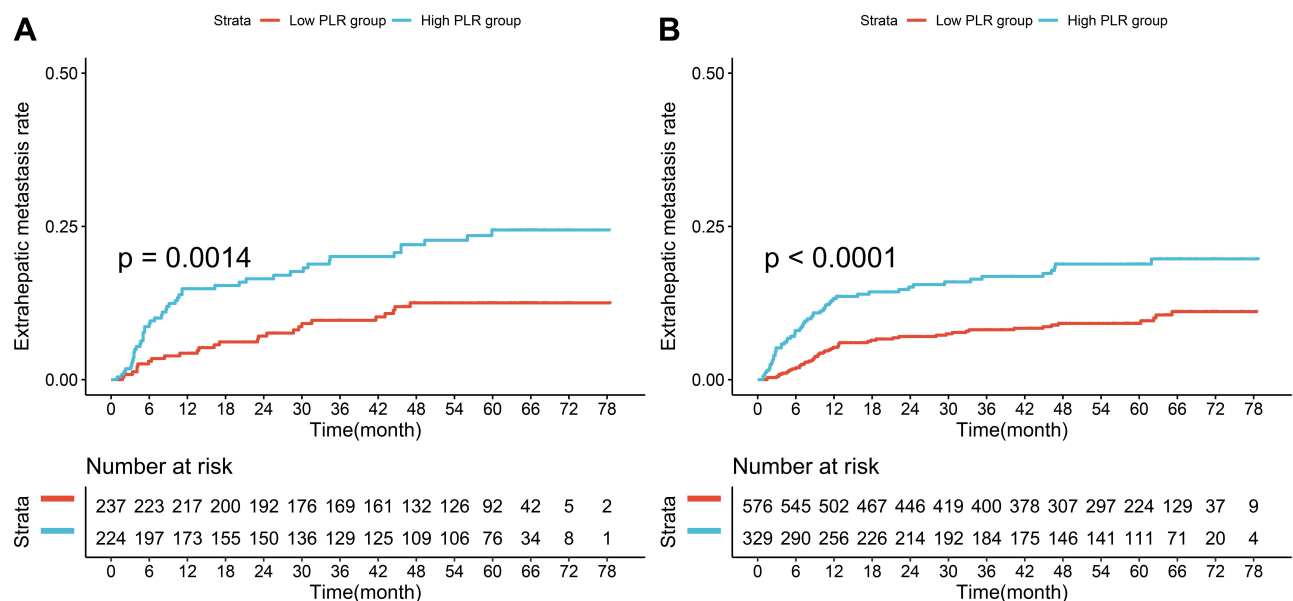 A
Strata Low PLR group High PLR group
Extrahepatic metastasis rate
0.50
0.25
0.00
p = 0.0014
0 6 12 18 24 30 36 42 48 54 60 66 72 78
Time(month)
Number at risk
Strata
237 223 217 200 192 176 169 161 132 126 92 42 5 2
224 197 173 155 150 136 129 125 109 106 76 34 8 1
0 6 12 18 24 30 36 42 48 54 60 66 72 78
Time(month)
B
Strata Low PLR group High PLR group
Extrahepatic metastasis rate
0.50
0.25
0.00
p < 0.0001
0 6 12 18 24 30 36 42 48 54 60 66 72 78
Time(month)
Number at risk
Strata
576 545 502 467 446 419 400 378 307 297 224 129 37 9
329 290 256 226 214 192 184 175 146 141 111 71 20 4
0 6 12 18 24 30 36 42 48 54 60 66 72 78
Time(month)